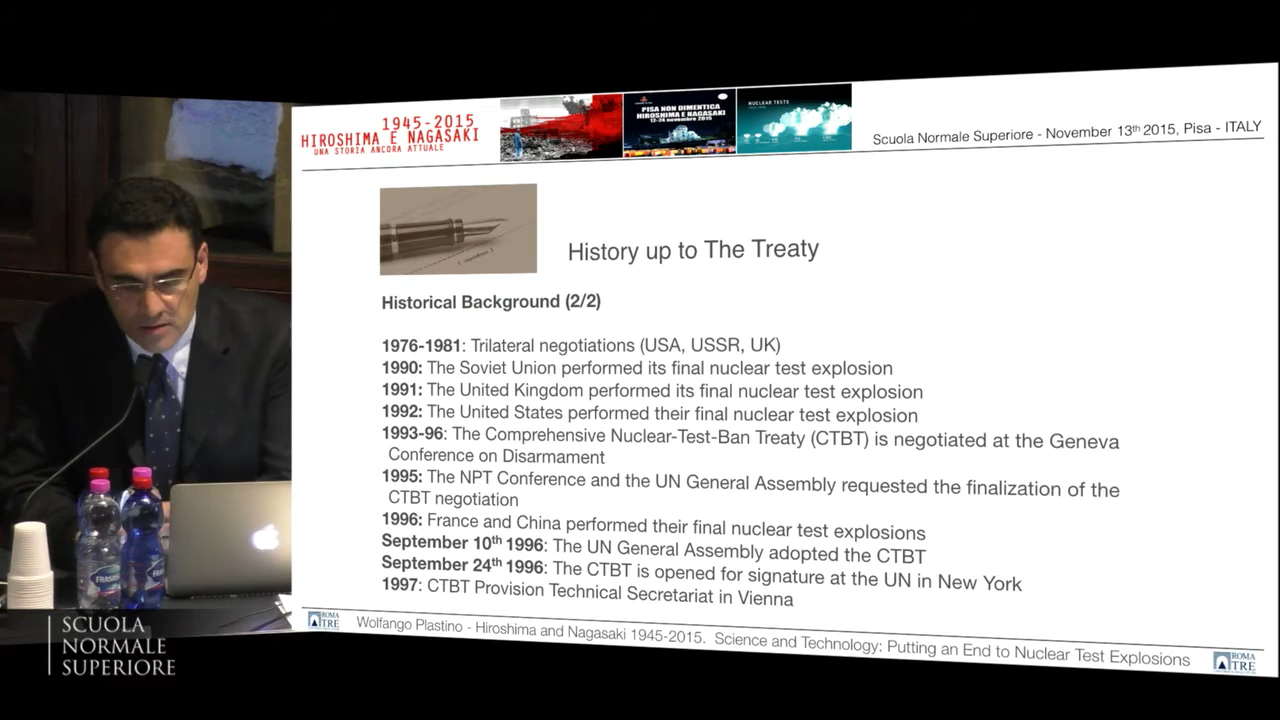 1945-2015
HIROSHIMA E NAGASAKI
UNA STORIA ANCORA ATTUALE
PISA NON DIMENTICA
HIROSHIMA E NAGASAKI
12-24 novembre 2015
NUCLEAR TESTS
Scuola Normale Superiore - November 13th 2015, Pisa - ITALY
History up to The Treaty
Historical Background (2/2)
1976-1981: Trilateral negotiations (USA, USSR, UK)
1990: The Soviet Union performed its final nuclear test explosion
1991: The United Kingdom performed its final nuclear test explosion
1992: The United States performed their final nuclear test explosion
1993-96: The Comprehensive Nuclear-Test-Ban Treaty (CTBT) is negotiated at the Geneva
Conference on Disarmament
1995: The NPT Conference and the UN General Assembly requested the finalization of the
CTBT negotiation
1996: France and China performed their final nuclear test explosions
September 10th 1996: The UN General Assembly adopted the CTBT
September 24th 1996: The CTBT is opened for signature at the UN in New York
1997: CTBT Provision Technical Secretariat in Vienna
ROMA
TRE
Wolfango Plastino - Hiroshima and Nagasaki 1945-2015. Science and Technology: Putting an End to Nuclear Test Explosions
ROMA
TRE
SCUOLA
NORMALE
SUPERIORE